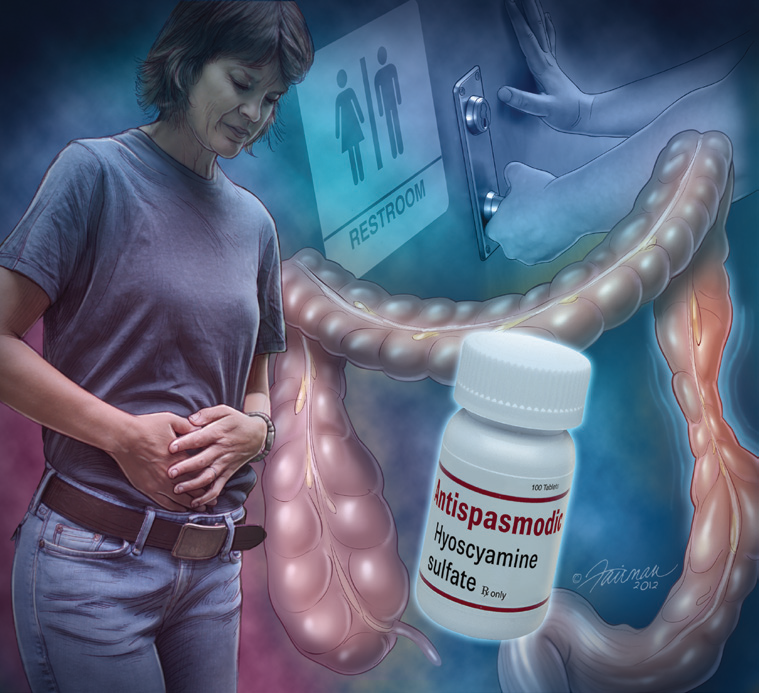 RESTROOM
100 Tablets
Antispasmodic
Hyoscyamine
sulfate ℞ only
© Fairman
2012